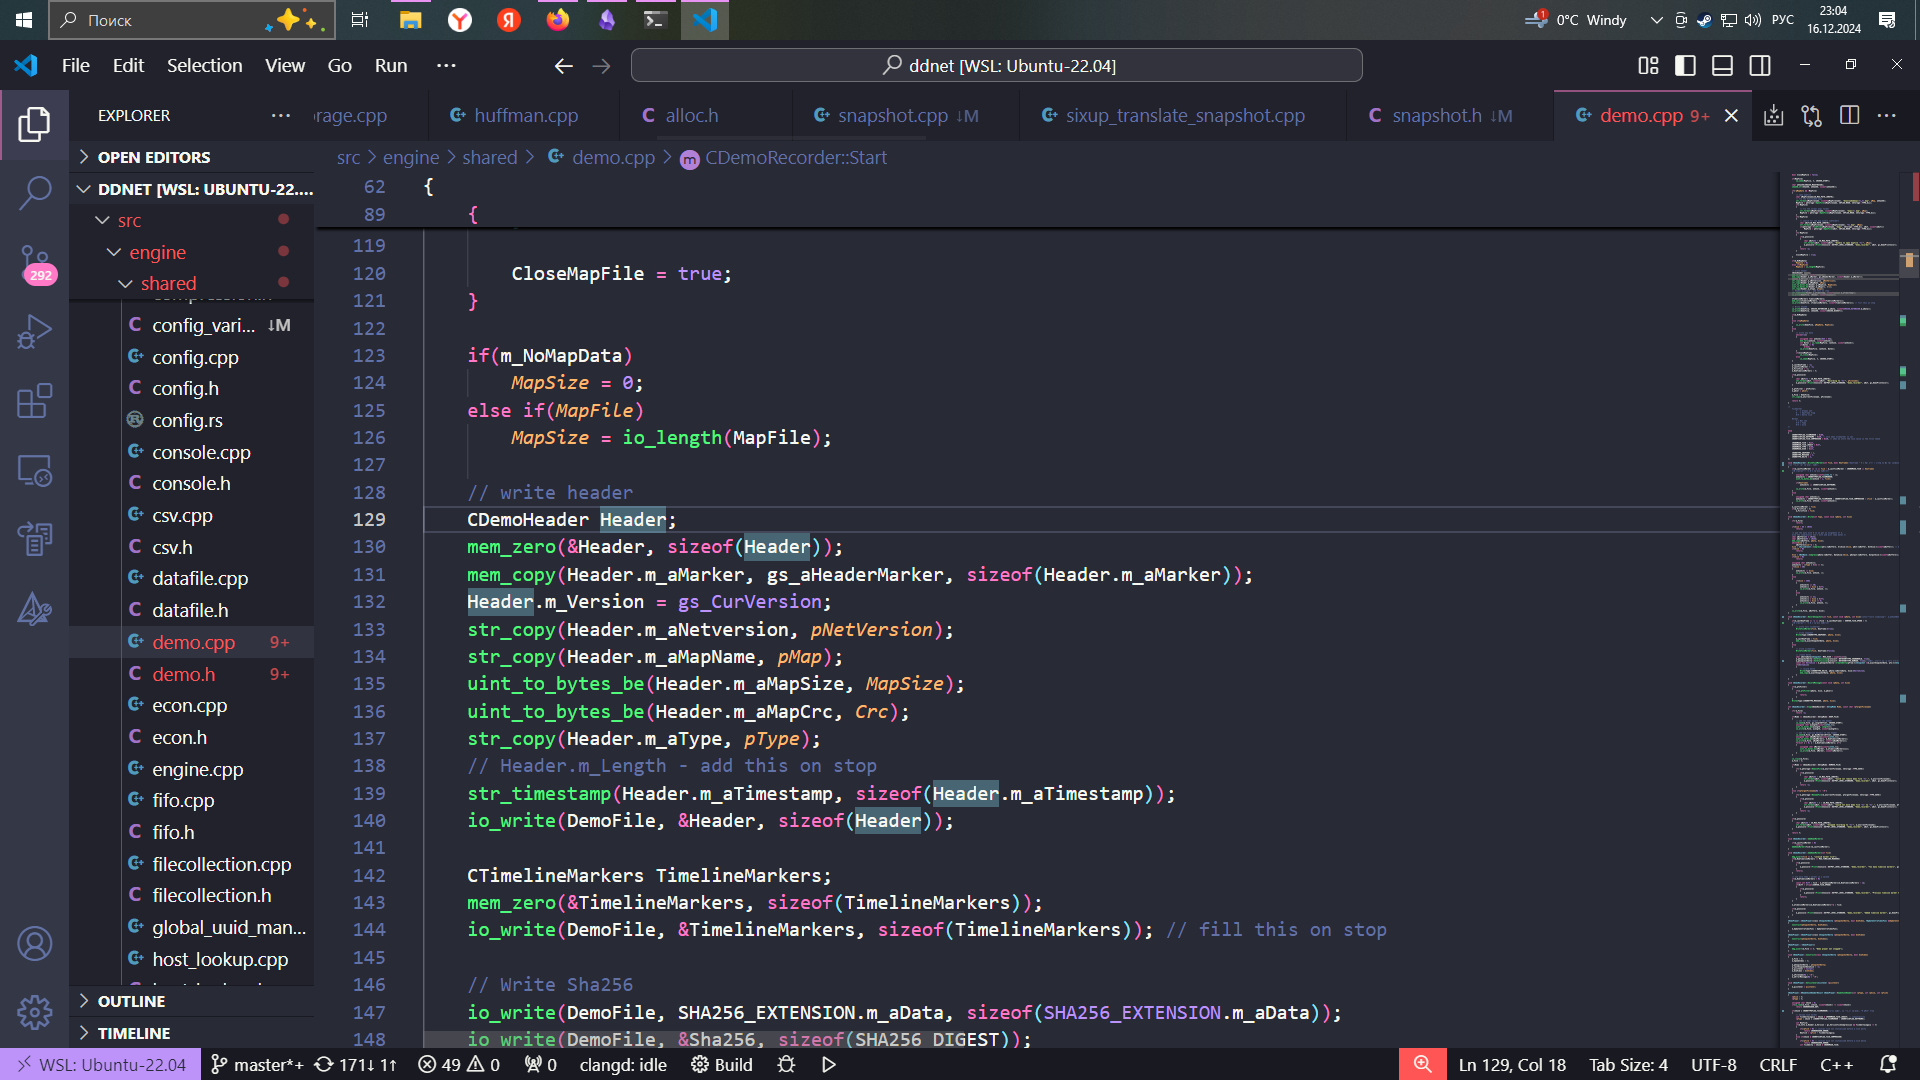 Поиск
1
0°C Windy
РУС
23:04
16.12.2024
File Edit Selection View Go Run ···
ddnet [WSL: Ubuntu-22.04]
EXPLORER
rage.cpp
huffman.cpp
alloc.h
snapshot.cpp ↓M
sixup_translate_snapshot.cpp
snapshot.h ↓M
demo.cpp 9+
OPEN EDITORS
src > engine > shared > demo.cpp > CDemoRecorder::Start
DDNET [WSL: UBUNTU-22....
src
engine
shared
config_vari... ↓M
config.cpp
config.h
config.rs
console.cpp
console.h
csv.cpp
csv.h
datafile.cpp
datafile.h
demo.cpp 9+
demo.h 9+
econ.cpp
econ.h
engine.cpp
fifo.cpp
fifo.h
filecollection.cpp
filecollection.h
global_uuid_man...
host_lookup.cpp
OUTLINE
TIMELINE
292
62 {
89 {
119
120 CloseMapFile = true;
121 }
122
123 if(m_NoMapData)
124 MapSize = 0;
125 else if(MapFile)
126 MapSize = io_length(MapFile);
127
128 // write header
129 CDemoHeader Header;
130 mem_zero(&Header, sizeof(Header));
131 mem_copy(Header.m_aMarker, gs_aHeaderMarker, sizeof(Header.m_aMarker));
132 Header.m_Version = gs_CurVersion;
133 str_copy(Header.m_aNetversion, pNetVersion);
134 str_copy(Header.m_aMapName, pMap);
135 uint_to_bytes_be(Header.m_aMapSize, MapSize);
136 uint_to_bytes_be(Header.m_aMapCrc, Crc);
137 str_copy(Header.m_aType, pType);
138 // Header.m_Length - add this on stop
139 str_timestamp(Header.m_aTimestamp, sizeof(Header.m_aTimestamp));
140 io_write(DemoFile, &Header, sizeof(Header));
141
142 CTimelineMarkers TimelineMarkers;
143 mem_zero(&TimelineMarkers, sizeof(TimelineMarkers));
144 io_write(DemoFile, &TimelineMarkers, sizeof(TimelineMarkers)); // fill this on stop
145
146 // Write Sha256
147 io_write(DemoFile, SHA256_EXTENSION.m_aData, sizeof(SHA256_EXTENSION.m_aData));
148 io_write(DemoFile, &Sha256, sizeof(SHA256_DIGEST));
WSL: Ubuntu-22.04 master*+ 171↓ 1↑ 49 0 0 clangd: idle Build Ln 129, Col 18 Tab Size: 4 UTF-8 CRLF C++